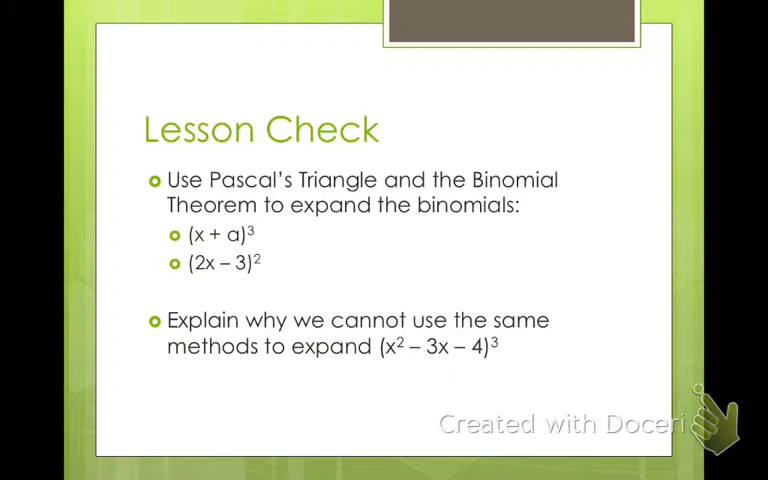 Lesson Check
Use Pascal's Triangle and the Binomial
Theorem to expand the binomials:
(x + a)³
(2x – 3)²
Explain why we cannot use the same
methods to expand (x² – 3x – 4)³
Created with Doceri